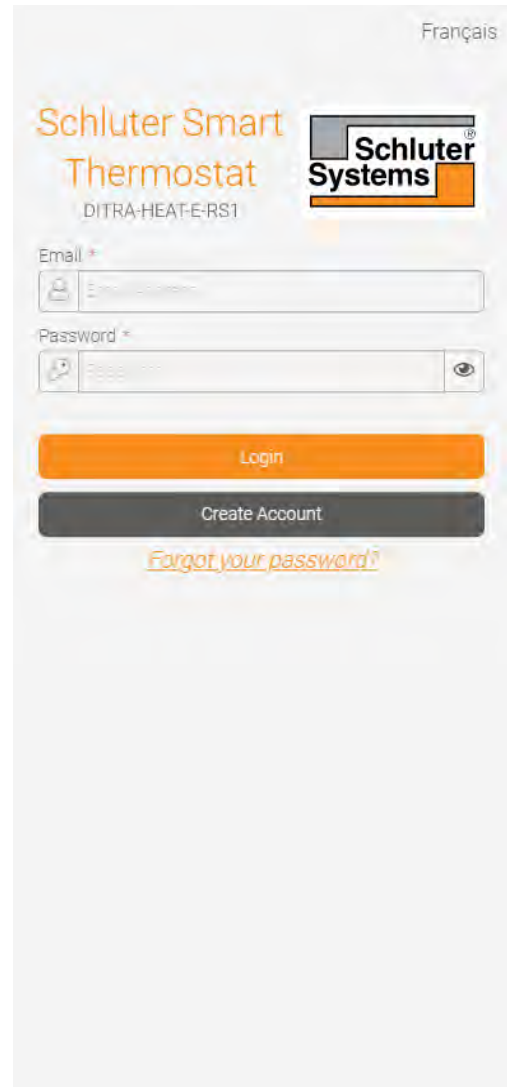 Français
Schluter Smart
Thermostat
DITRA-HEAT-E-RS1
Schluter®
Systems
Email *
Password *
Login
Create Account
Forgot your password?